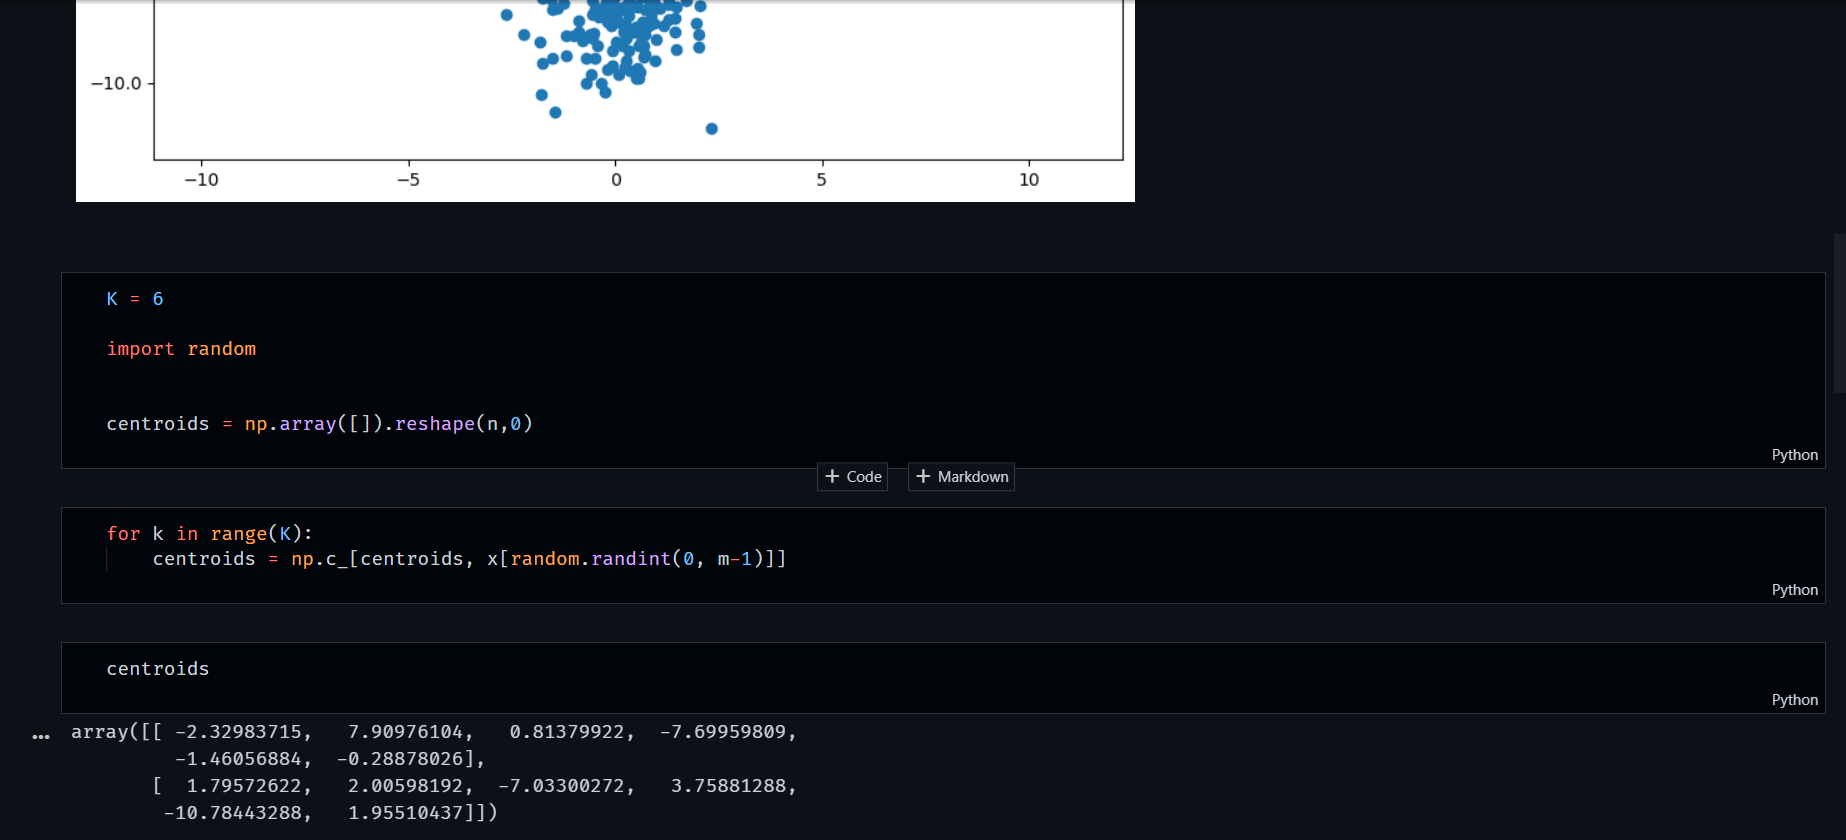 −10.0
−10 −5 0 5 10
K = 6
import random
centroids = np.array([]).reshape(n,0)
Python
+ Code + Markdown
for k in range(K):
    centroids = np.c_[centroids, x[random.randint(0, m-1)]]
Python
centroids
Python
... array([[ -2.32983715,   7.90976104,   0.81379922,  -7.69959809,
         -1.46056884,  -0.28878026],
       [  1.79572622,   2.00598192,  -7.03300272,   3.75881288,
        -10.78443288,   1.95510437]])